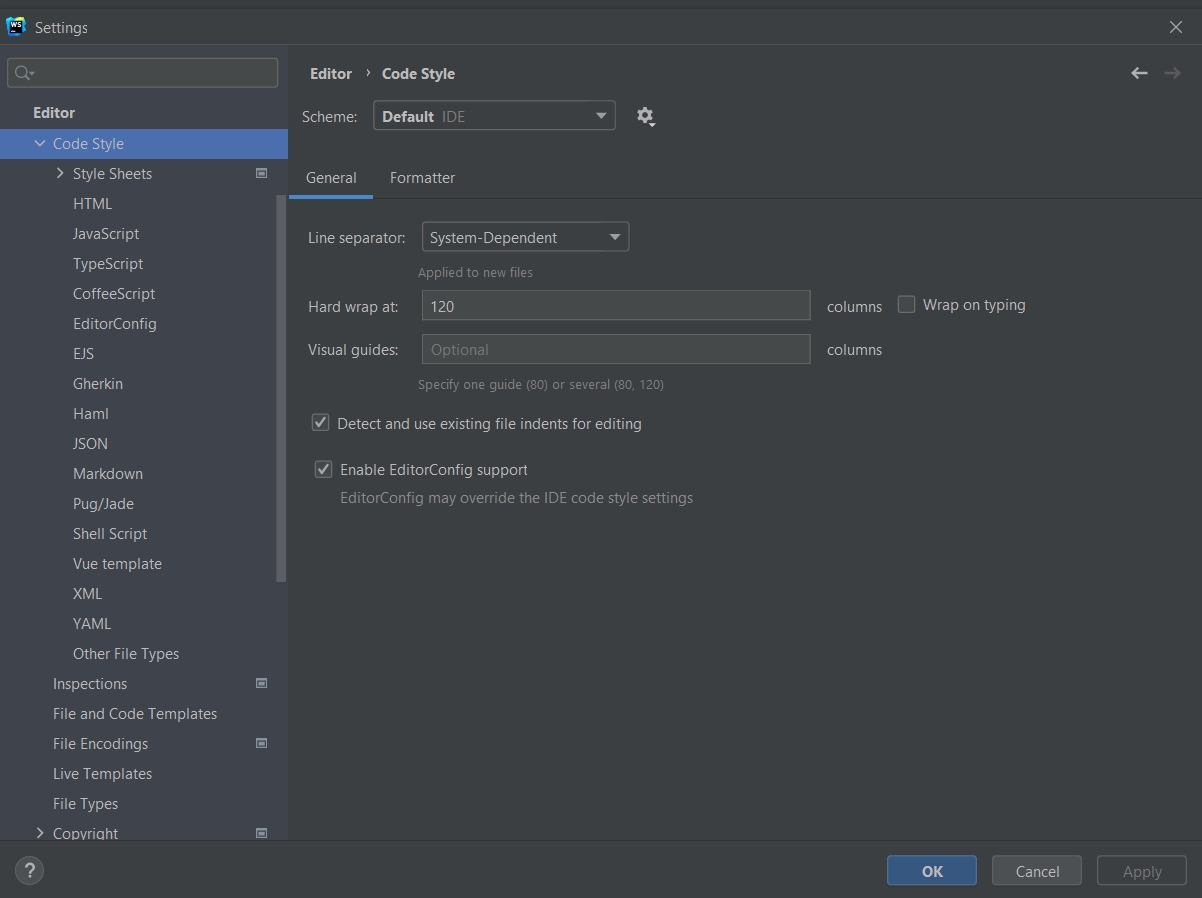 WS
Settings
Editor
Code Style
Style Sheets
HTML
JavaScript
TypeScript
CoffeeScript
EditorConfig
EJS
Gherkin
Haml
JSON
Markdown
Pug/Jade
Shell Script
Vue template
XML
YAML
Other File Types
Inspections
File and Code Templates
File Encodings
Live Templates
File Types
Copyright
Editor › Code Style
Scheme: Default IDE
General Formatter
Line separator: System-Dependent
Applied to new files
Hard wrap at: 120 columns Wrap on typing
Visual guides: Optional columns
Specify one guide (80) or several (80, 120)
Detect and use existing file indents for editing
Enable EditorConfig support
EditorConfig may override the IDE code style settings
? OK Cancel Apply